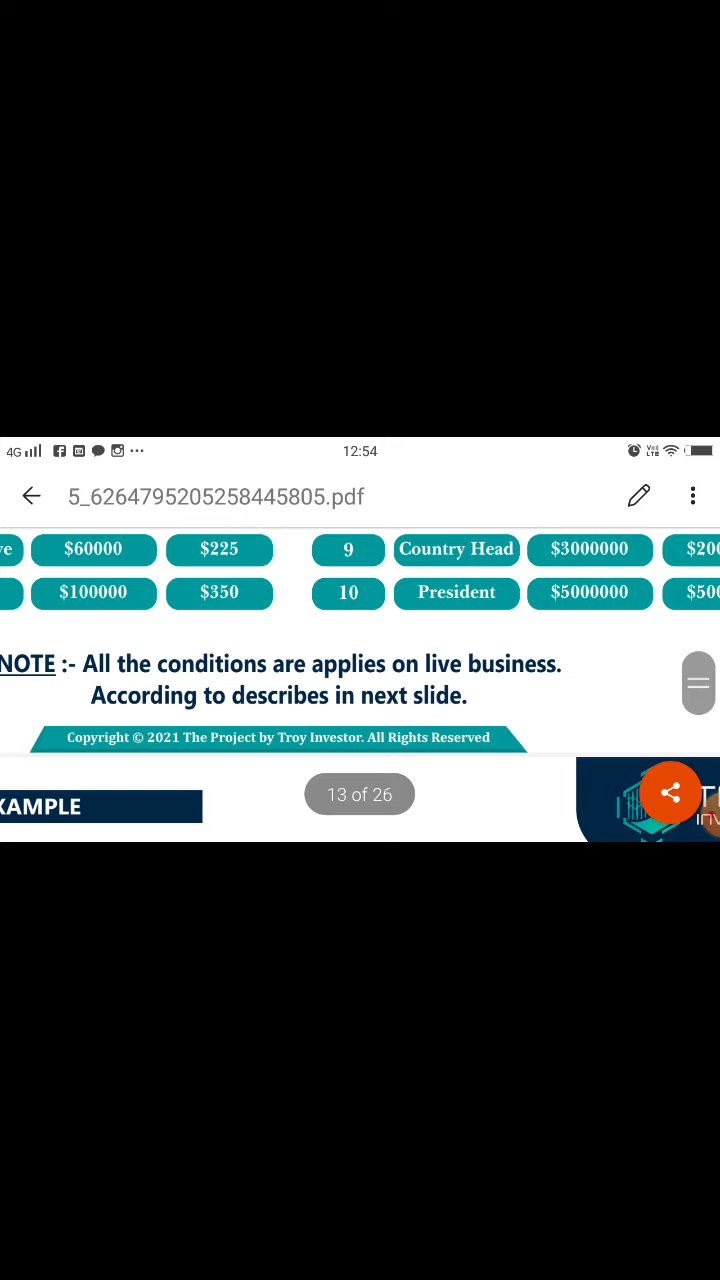 4G 12:54 VoLTE
5_6264795205258445805.pdf
$60000 $225 9 Country Head $3000000
$100000 $350 10 President $5000000
NOTE :- All the conditions are applies on live business.
According to describes in next slide.
Copyright © 2021 The Project by Troy Investor. All Rights Reserved
13 of 26